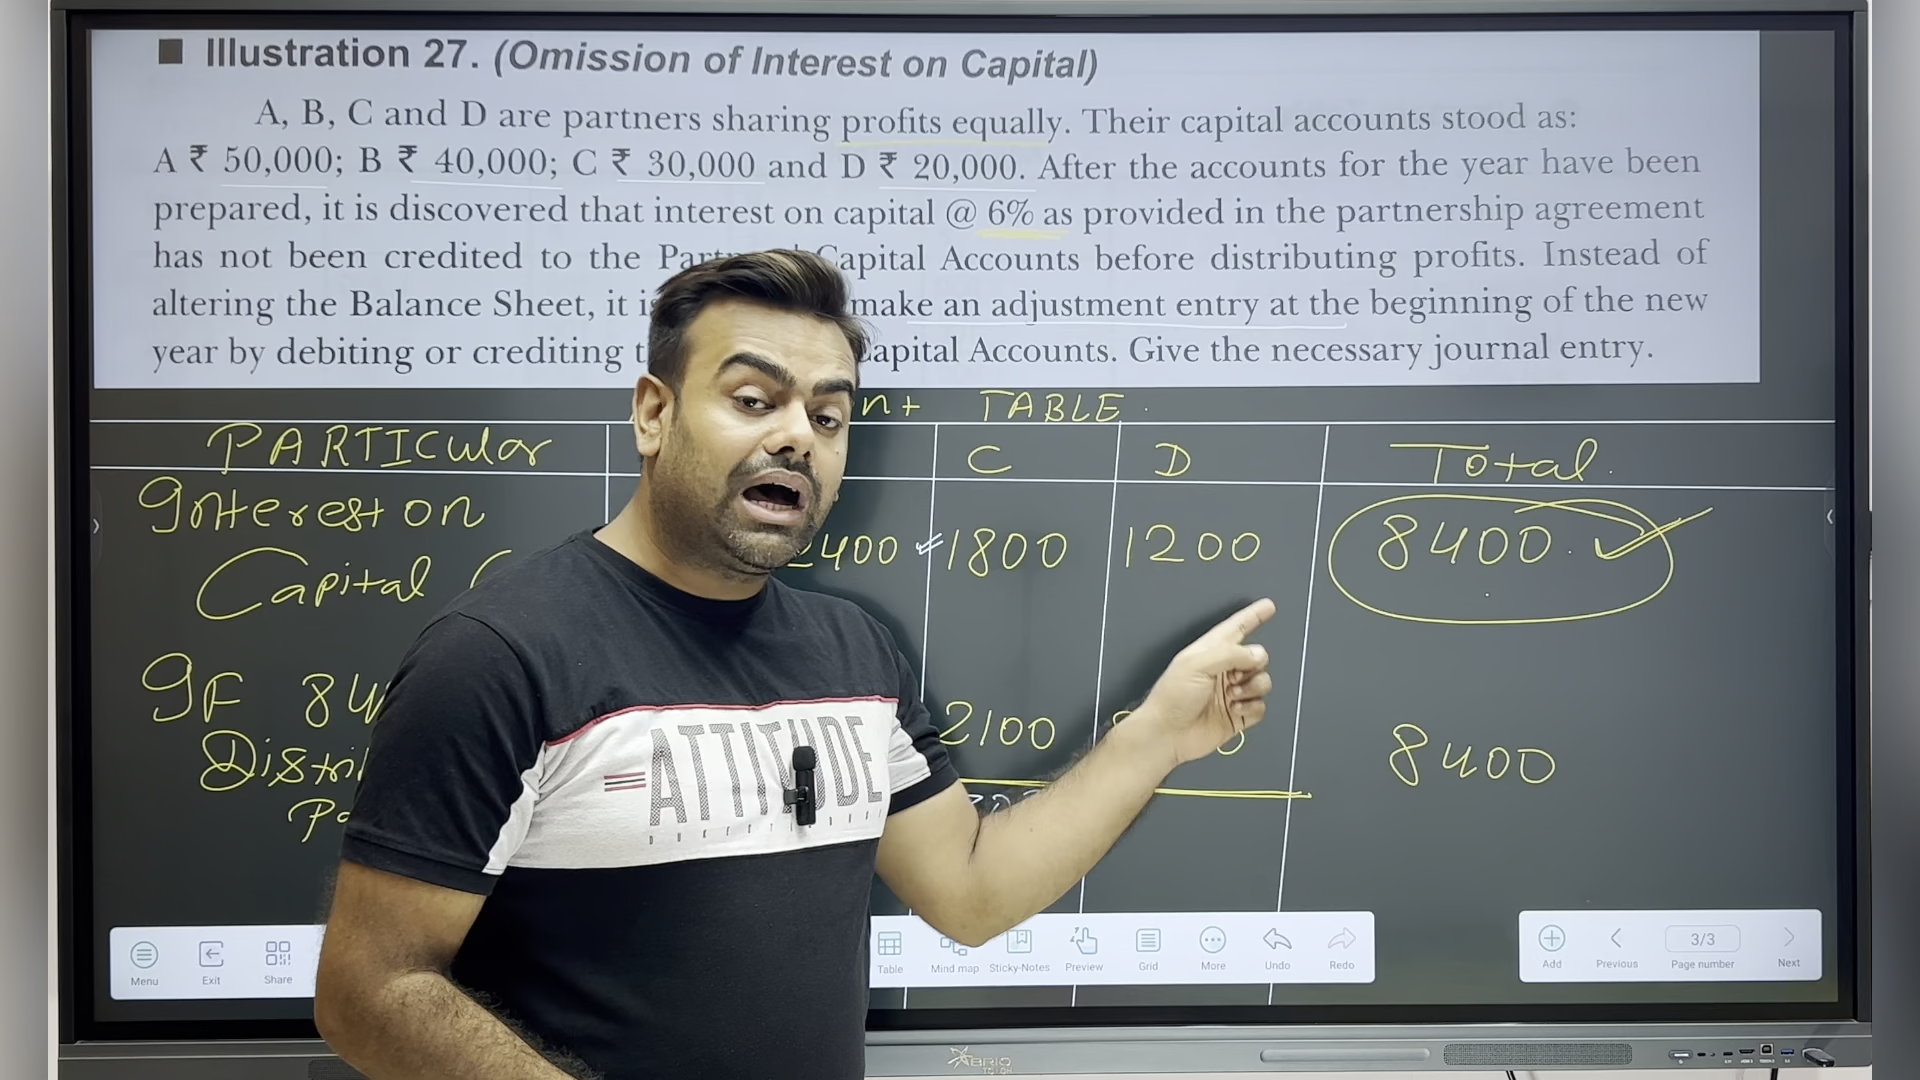 ■ Illustration 27. (Omission of Interest on Capital)
A, B, C and D are partners sharing profits equally. Their capital accounts stood as:
A ₹ 50,000; B ₹ 40,000; C ₹ 30,000 and D ₹ 20,000. After the accounts for the year have been
prepared, it is discovered that interest on capital @ 6% as provided in the partnership agreement
has not been credited to the Capital Accounts before distributing profits. Instead of
altering the Balance Sheet, it make an adjustment entry at the beginning of the new
year by debiting or crediting Capital Accounts. Give the necessary journal entry.
TABLE
PARTICular C D Total
Interest on
Capital 2400 1800 1200 8400
IF
2100 8400
ATTITUDE
Menu Exit Share Table Mind map Sticky-Notes Preview Grid More Undo Redo Add Previous 3/3 Page number Next